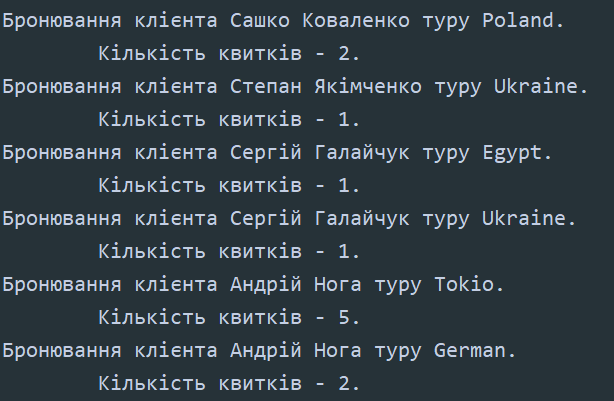 Бронювання клієнта Сашко Коваленко туру Poland.
Кількість квитків - 2.
Бронювання клієнта Степан Якімченко туру Ukraine.
Кількість квитків - 1.
Бронювання клієнта Сергій Галайчук туру Egypt.
Кількість квитків - 1.
Бронювання клієнта Сергій Галайчук туру Ukraine.
Кількість квитків - 1.
Бронювання клієнта Андрій Нога туру Tokio.
Кількість квитків - 5.
Бронювання клієнта Андрій Нога туру German.
Кількість квитків - 2.